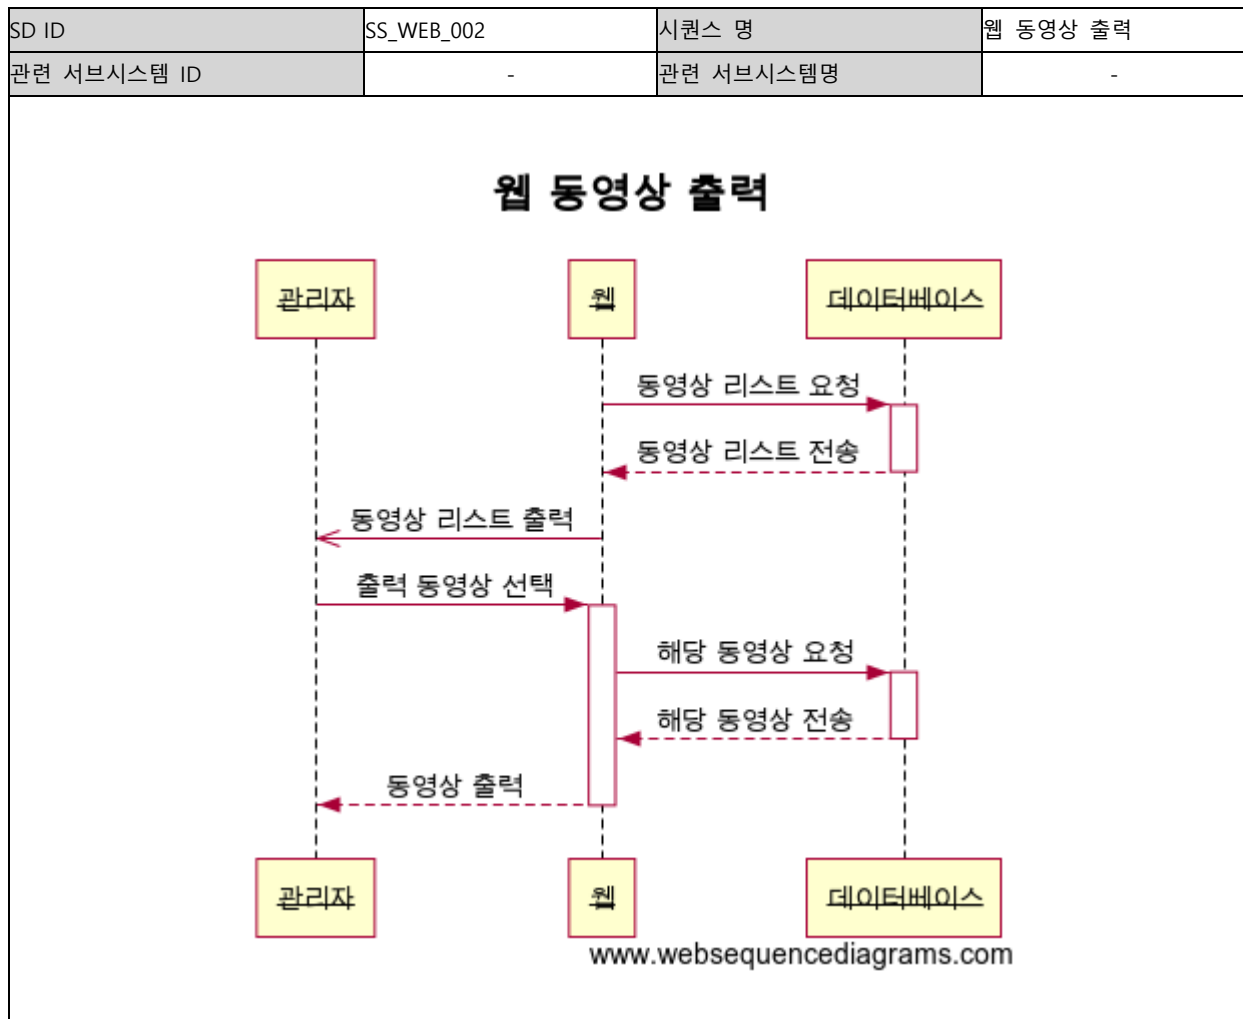 SD ID SS_WEB_002 시퀀스 명 웹 동영상 출력
관련 서브시스템 ID - 관련 서브시스템명 -
웹 동영상 출력
관리자 웹 데이터베이스
동영상 리스트 요청
동영상 리스트 전송
동영상 리스트 출력
출력 동영상 선택
해당 동영상 요청
해당 동영상 전송
동영상 출력
관리자 웹 데이터베이스
www.websequencediagrams.com